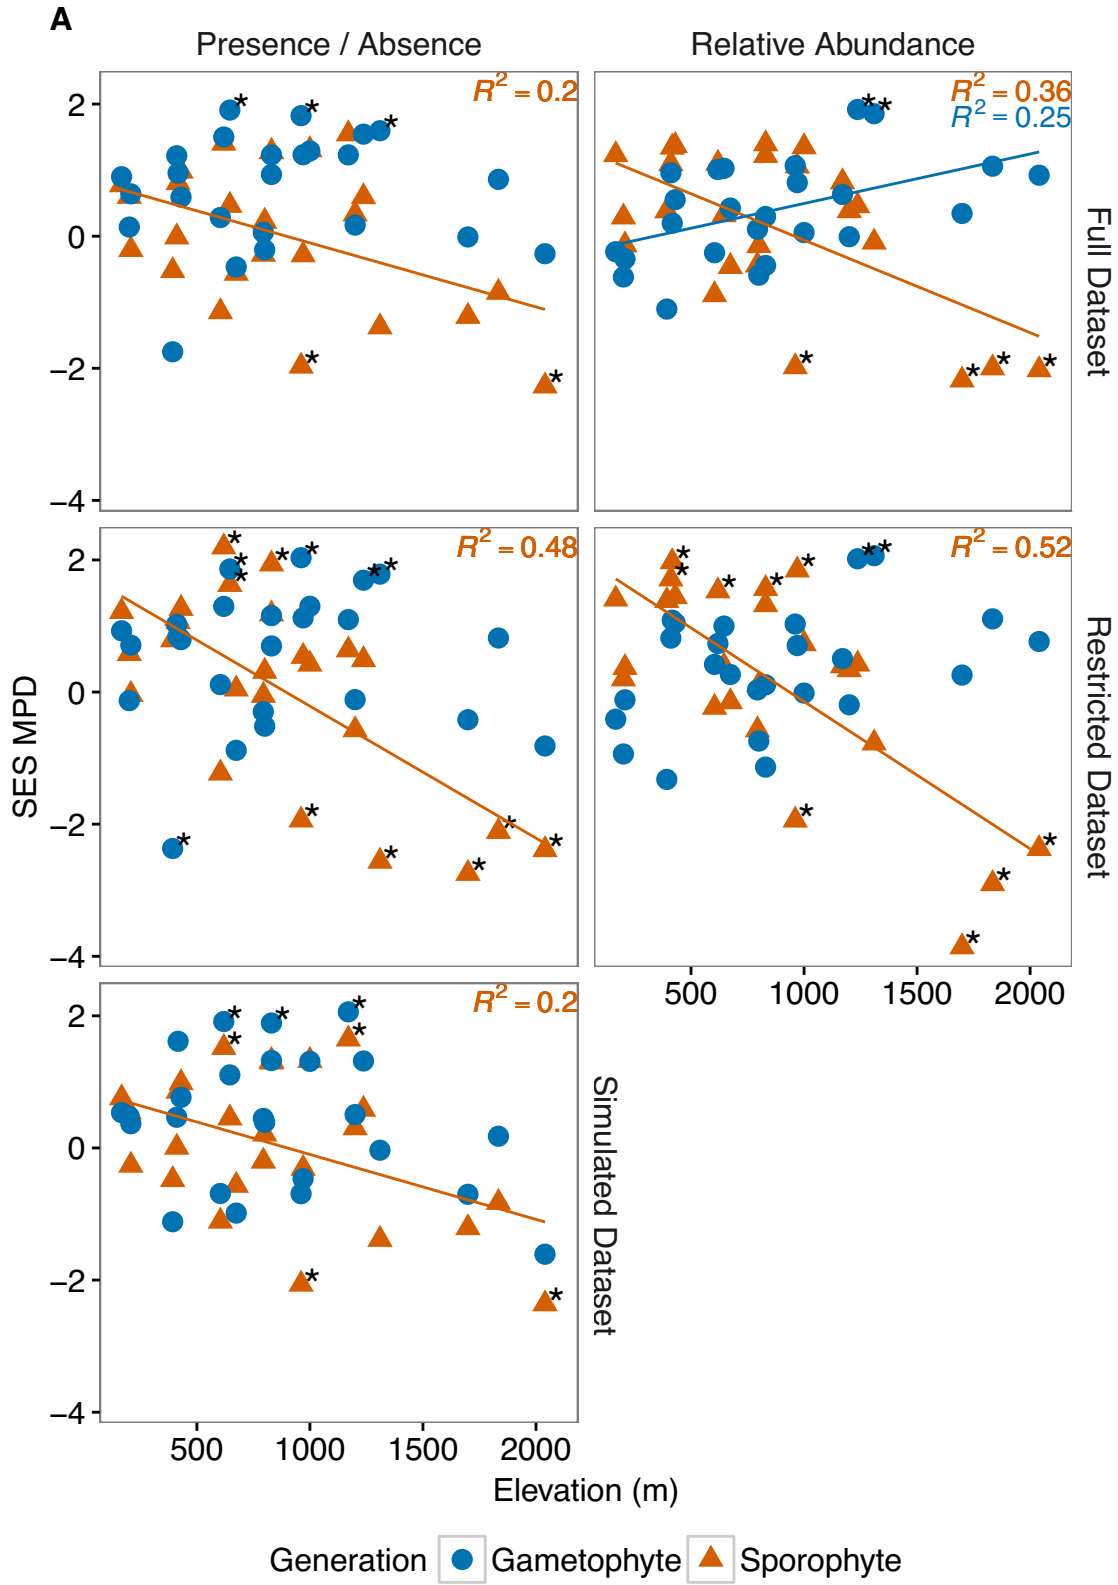 A
Presence / Absence
Relative Abundance
R² = 0.2
R² = 0.36
R² = 0.25
2
0
−2
−4
Full Dataset
R² = 0.48
R² = 0.52
2
0
−2
−4
Restricted Dataset
SES MPD
500 1000 1500 2000
R² = 0.2
2
0
−2
−4
Simulated Dataset
500 1000 1500 2000
Elevation (m)
Generation Gametophyte Sporophyte